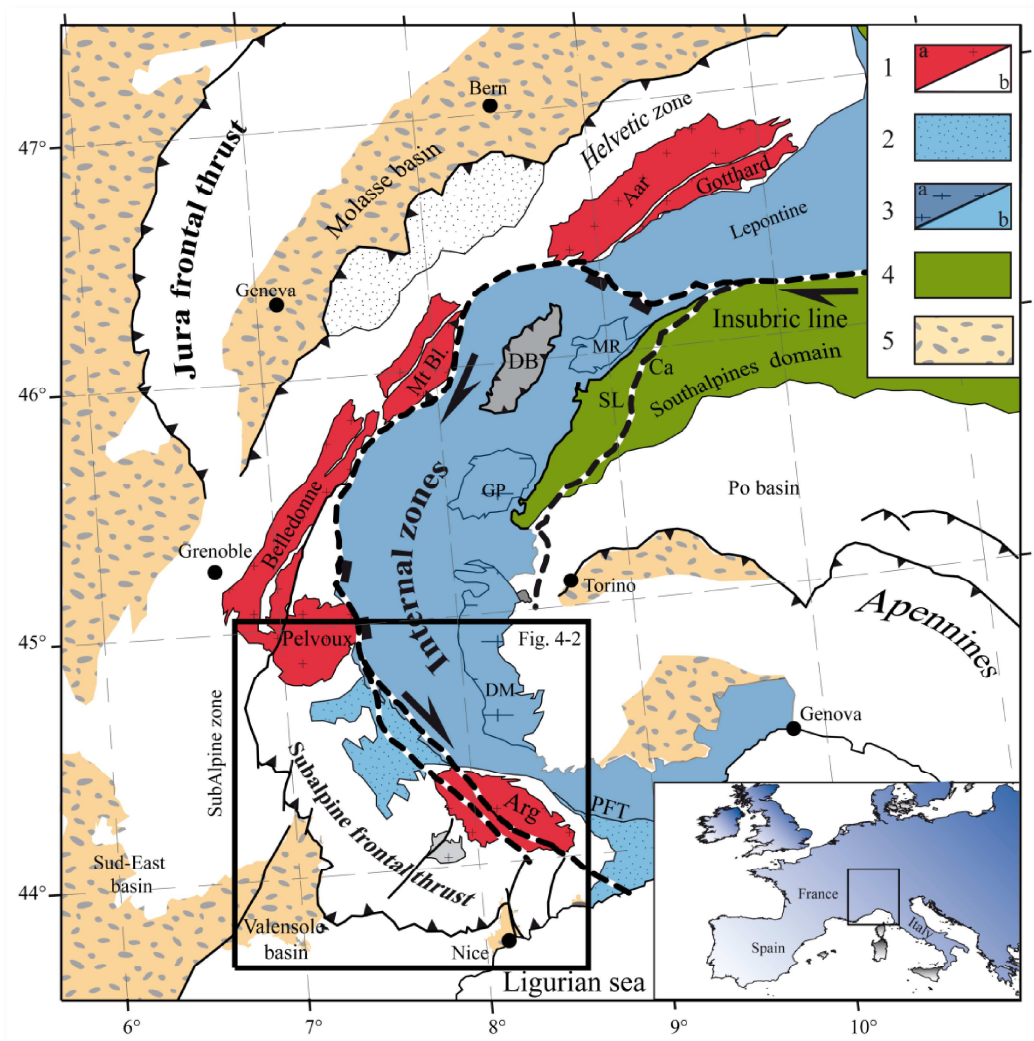 Bern
47°
Jura frontal thrust
Molasse basin
Helvetic zone
Aar
Gotthard
Lepontine
Geneva
Insubric line
Mt Bl.
DB
MR
Ca
SL
Southalpines domain
46°
Belledonne
GP
Internal zones
Po basin
Grenoble
Torino
Apennines
45°
Pelvoux
Fig. 4-2
DM
Genova
SubAlpine zone
Subalpine frontal thrust
Arg
PFT
Sud-East
basin
44°
Valensole
basin
Nice
Ligurian sea
6°
7°
8°
9°
10°
1
a
b
2
3
a
b
4
5
France
Spain
Italy